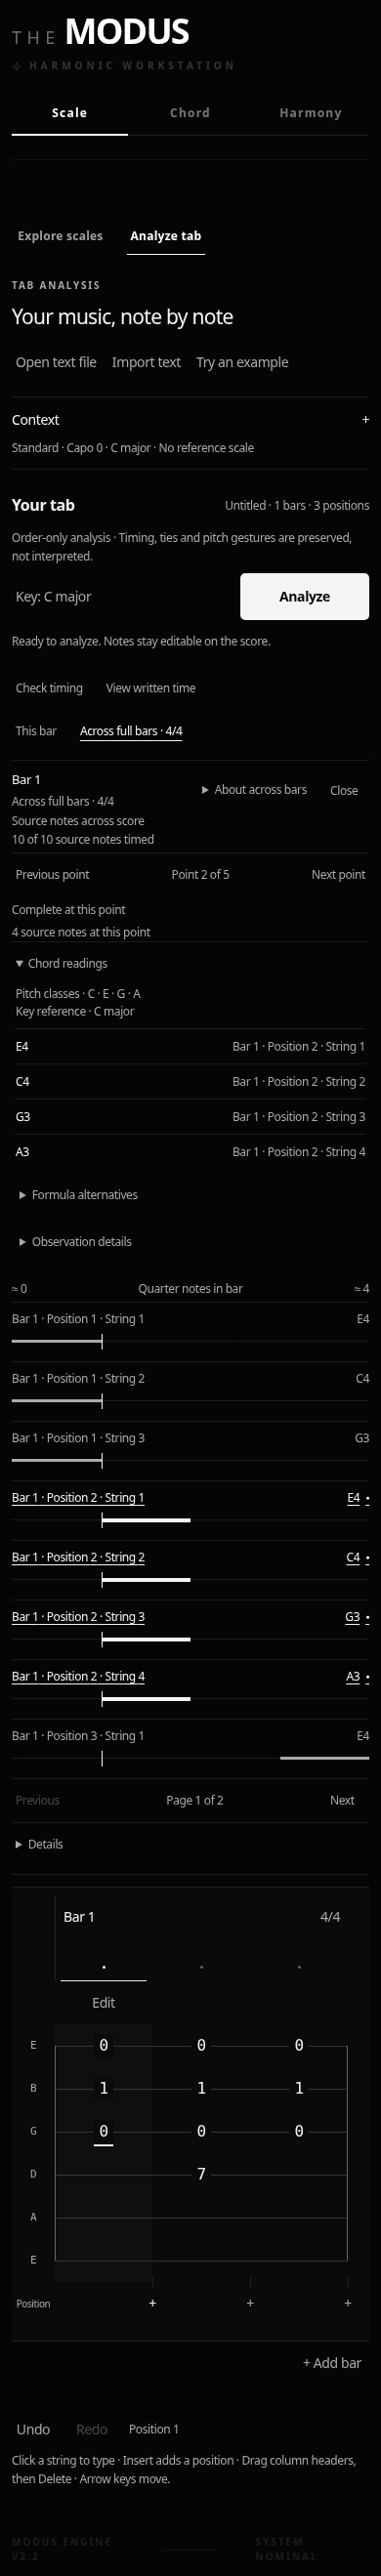 THE MODUS
HARMONIC WORKSTATION
Scale Chord Harmony
Explore scales Analyze tab
TAB ANALYSIS
Your music, note by note
Open text file Import text Try an example
Context +
Standard · Capo 0 · C major · No reference scale
Your tab Untitled · 1 bars · 3 positions
Order-only analysis · Timing, ties and pitch gestures are preserved,
not interpreted.
Key: C major Analyze
Ready to analyze. Notes stay editable on the score.
Check timing View written time
This bar Across full bars · 4/4
Bar 1
▶ About across bars Close
Across full bars · 4/4
Source notes across score
10 of 10 source notes timed
Previous point Point 2 of 5 Next point
Complete at this point
4 source notes at this point
▼ Chord readings
Pitch classes · C · E · G · A
Key reference · C major
E4 Bar 1 · Position 2 · String 1
C4 Bar 1 · Position 2 · String 2
G3 Bar 1 · Position 2 · String 3
A3 Bar 1 · Position 2 · String 4
▶ Formula alternatives
▶ Observation details
≈ 0 Quarter notes in bar ≈ 4
Bar 1 · Position 1 · String 1 E4
Bar 1 · Position 1 · String 2 C4
Bar 1 · Position 1 · String 3 G3
Bar 1 · Position 2 · String 1 E4 •
Bar 1 · Position 2 · String 2 C4 •
Bar 1 · Position 2 · String 3 G3 •
Bar 1 · Position 2 · String 4 A3 •
Bar 1 · Position 3 · String 1 E4
Previous Page 1 of 2 Next
▶ Details
Bar 1 4/4
Edit
E 0 0 0
B 1 1 1
G 0 0 0
D 7
A
E
Position + + +
+ Add bar
Undo Redo Position 1
Click a string to type · Insert adds a position · Drag column headers,
then Delete · Arrow keys move.
MODUS ENGINE
V2.2
SYSTEM
NOMINAL